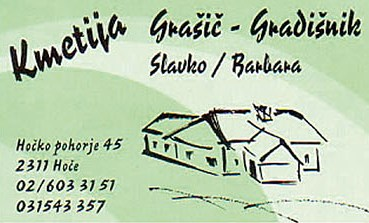 Kmetija
Grašič - Gradišnik
Slavko / Barbara
Hočko pohorje 45
2311 Hoče
02/603 31 51
031543 357